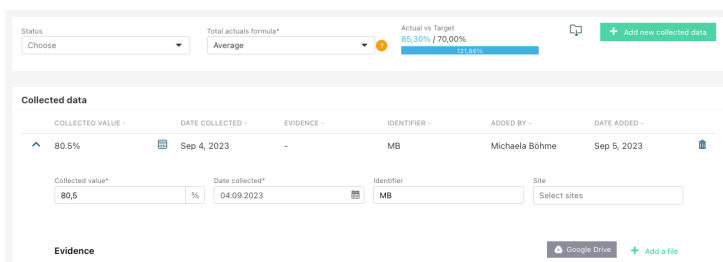 Status
Choose
Total actuals formula*
Average
?
Actual vs Target
85,30% / 70,00%
121,86%
+ Add new collected data
Collected data
COLLECTED VALUE
DATE COLLECTED
EVIDENCE
IDENTIFIER
ADDED BY
DATE ADDED
80.5%
Sep 4, 2023
-
MB
Michaela Böhme
Sep 5, 2023
Collected value*
80,5
%
Date collected*
04.09.2023
Identifier
MB
Site
Select sites
Evidence
Google Drive
+ Add a file